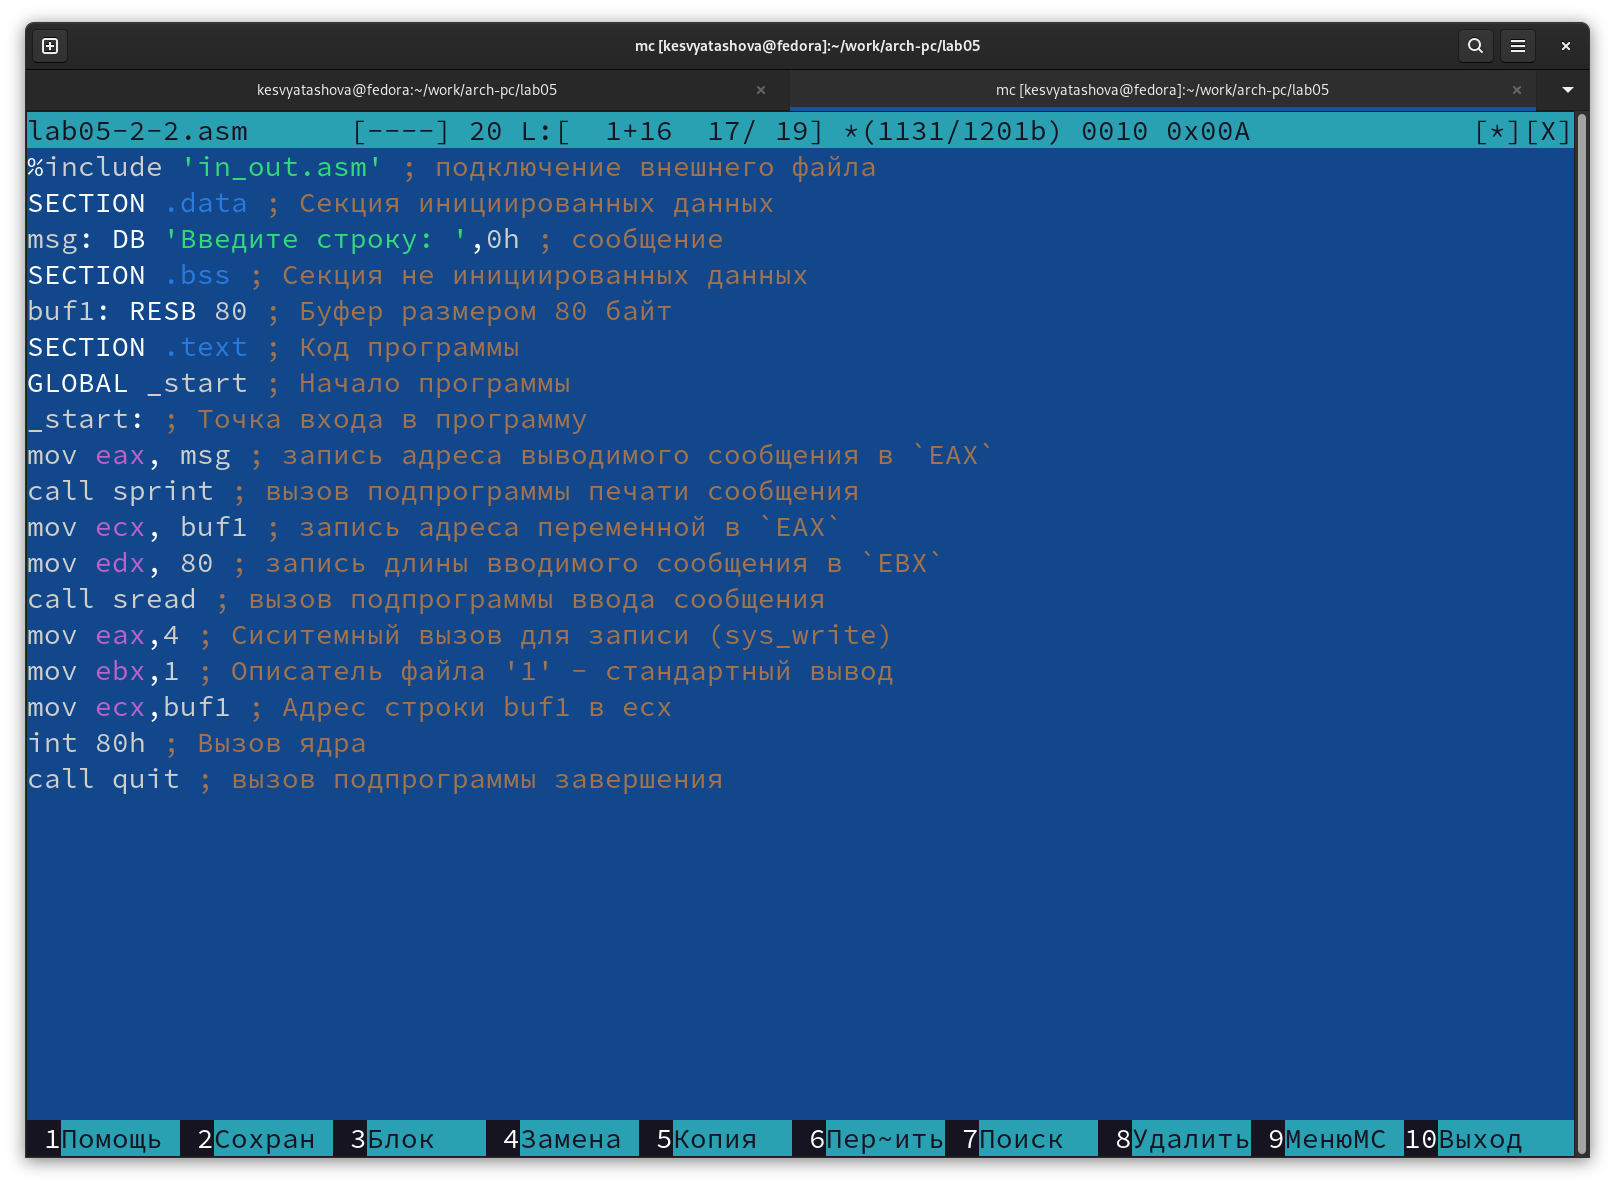 mc [kesvyatashova@fedora]:~/work/arch-pc/lab05
kesvyatashova@fedora:~/work/arch-pc/lab05 × mc [kesvyatashova@fedora]:~/work/arch-pc/lab05 ×
lab05-2-2.asm [----] 20 L:[ 1+16 17/ 19] *(1131/1201b) 0010 0x00A [*][X]
%include 'in_out.asm' ; подключение внешнего файла
SECTION .data ; Секция инициированных данных
msg: DB 'Введите строку: ',0h ; сообщение
SECTION .bss ; Секция не инициированных данных
buf1: RESB 80 ; Буфер размером 80 байт
SECTION .text ; Код программы
GLOBAL _start ; Начало программы
_start: ; Точка входа в программу
mov eax, msg ; запись адреса выводимого сообщения в `EAX`
call sprint ; вызов подпрограммы печати сообщения
mov ecx, buf1 ; запись адреса переменной в `EAX`
mov edx, 80 ; запись длины вводимого сообщения в `EBX`
call sread ; вызов подпрограммы ввода сообщения
mov eax,4 ; Сиситемный вызов для записи (sys_write)
mov ebx,1 ; Описатель файла '1' - стандартный вывод
mov ecx,buf1 ; Адрес строки buf1 в ecx
int 80h ; Вызов ядра
call quit ; вызов подпрограммы завершения
1Помощь 2Сохран 3Блок 4Замена 5Копия 6Пер~ить 7Поиск 8Удалить 9МенюMC 10Выход